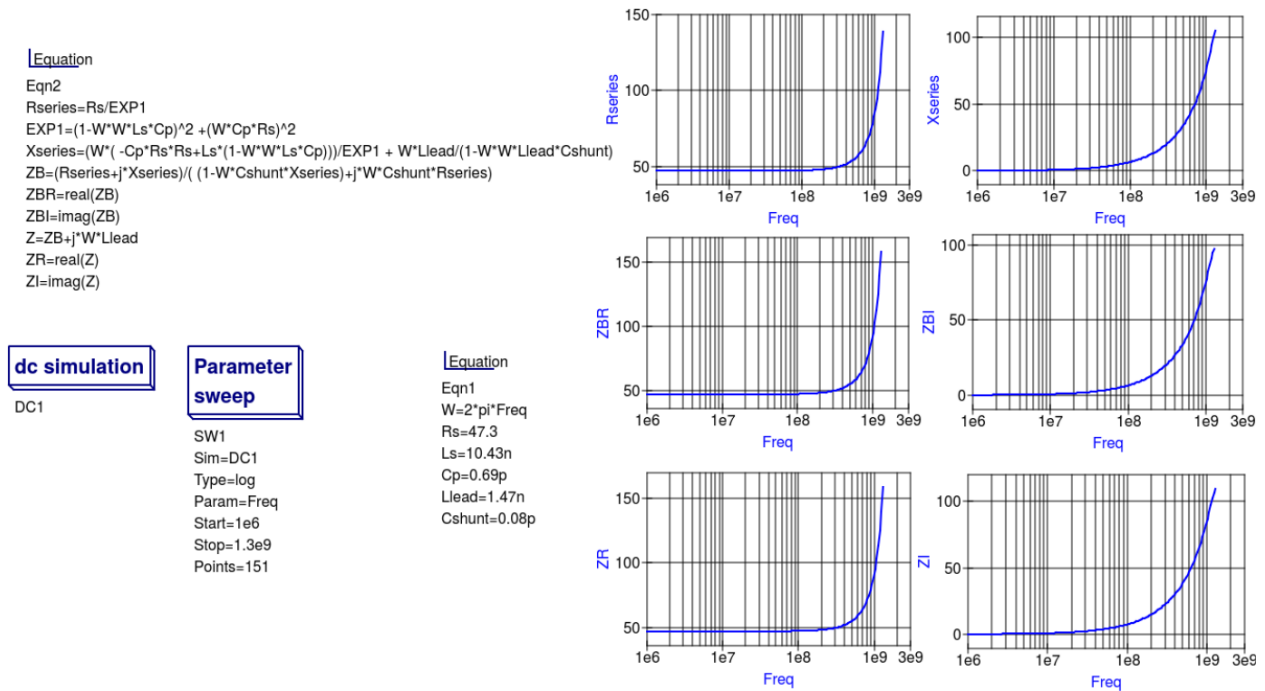 Equation
Eqn2
Rseries=Rs/EXP1
EXP1=(1-W*W*Ls*Cp)^2 +(W*Cp*Rs)^2
Xseries=(W*( -Cp*Rs*Rs+Ls*(1-W*W*Ls*Cp)))/EXP1 + W*Llead/(1-W*W*Llead*Cshunt)
ZB=(Rseries+j*Xseries)/( (1-W*Cshunt*Xseries)+j*W*Cshunt*Rseries)
ZBR=real(ZB)
ZBI=imag(ZB)
Z=ZB+j*W*Llead
ZR=real(Z)
ZI=imag(Z)
dc simulation
DC1
Parameter
sweep
SW1
Sim=DC1
Type=log
Param=Freq
Start=1e6
Stop=1.3e9
Points=151
Equation
Eqn1
W=2*pi*Freq
Rs=47.3
Ls=10.43n
Cp=0.69p
Llead=1.47n
Cshunt=0.08p
150
100
50
Rseries
1e6 1e7 1e8 1e9 3e9
Freq
100
50
0
Xseries
1e6 1e7 1e8 1e9 3e9
Freq
150
100
50
ZBR
1e6 1e7 1e8 1e9 3e9
Freq
100
50
0
ZBI
1e6 1e7 1e8 1e9 3e9
Freq
150
100
50
ZR
1e6 1e7 1e8 1e9 3e9
Freq
100
50
0
ZI
1e6 1e7 1e8 1e9 3e9
Freq